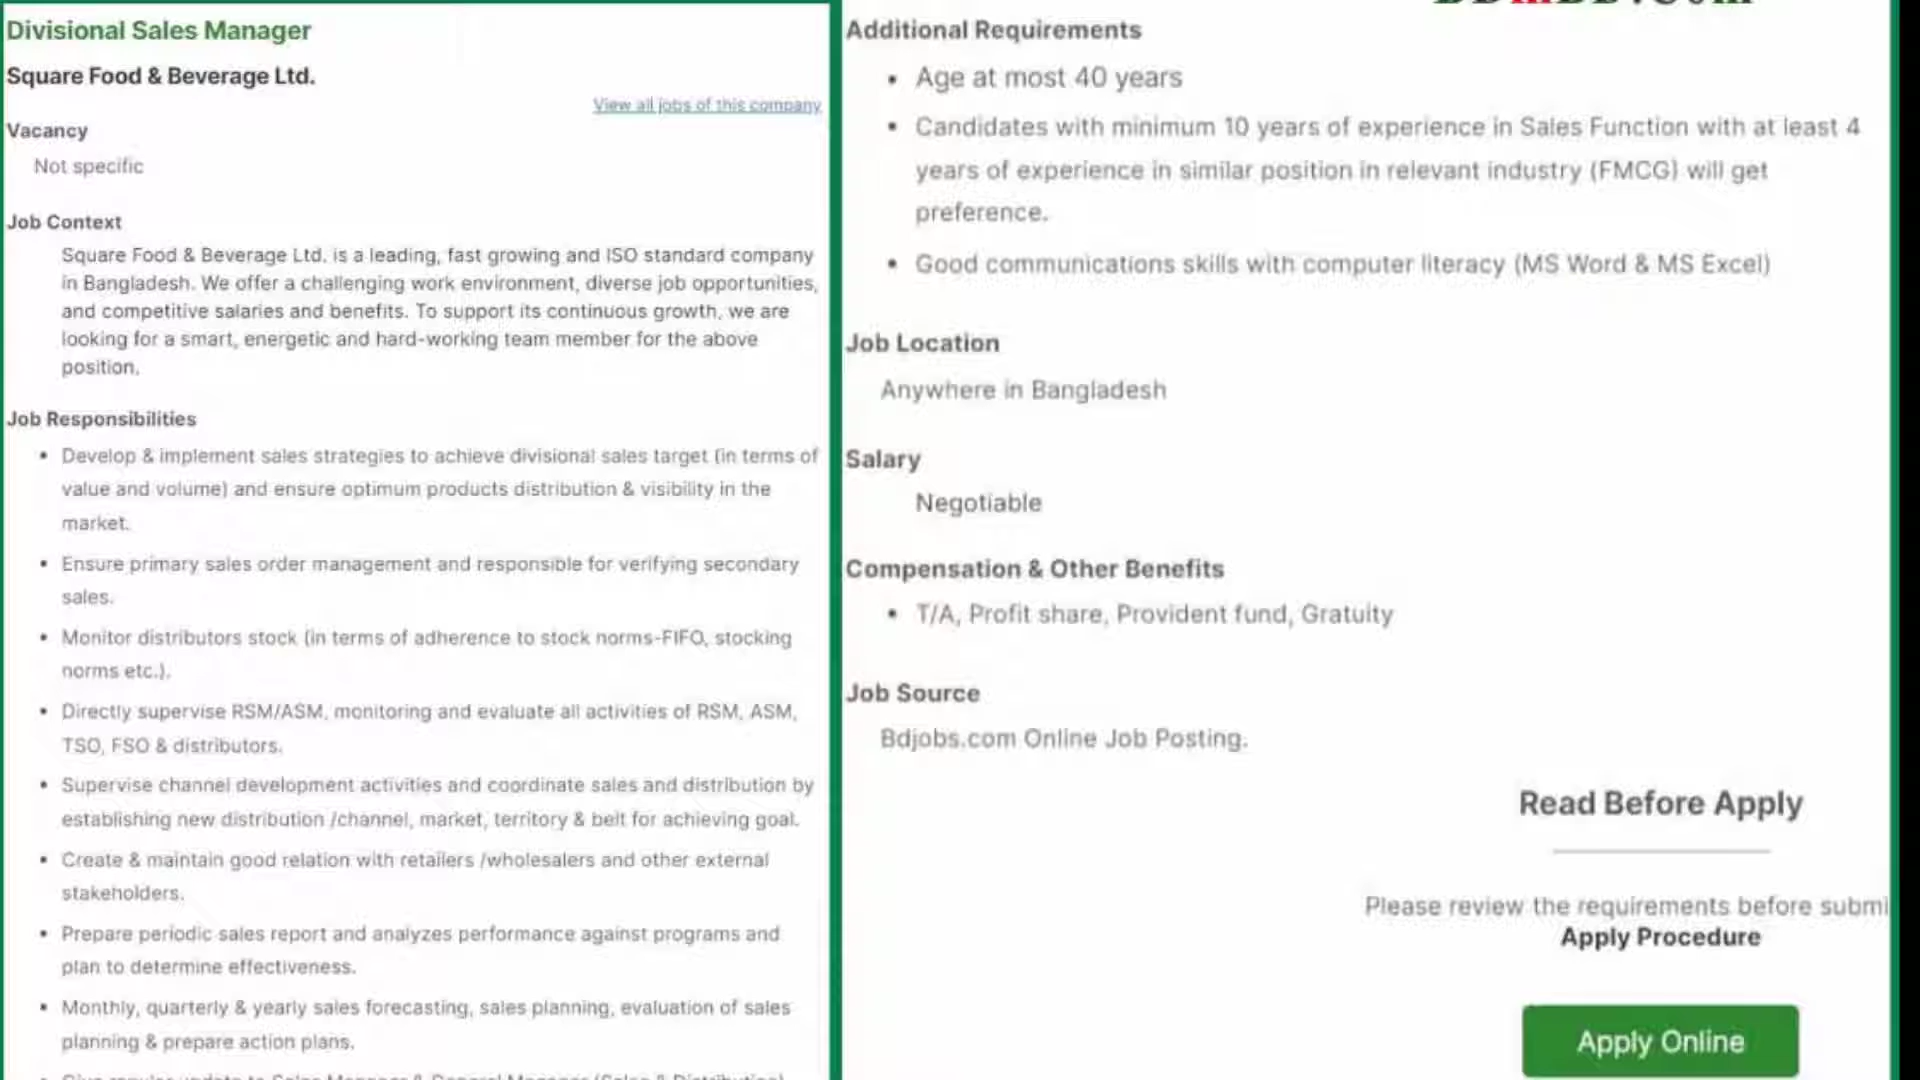 Divisional Sales Manager
Square Food & Beverage Ltd.
View all jobs of this company
Vacancy
Not specific
Job Context
Square Food & Beverage Ltd. is a leading, fast growing and ISO standard company
in Bangladesh. We offer a challenging work environment, diverse job opportunities,
and competitive salaries and benefits. To support its continuous growth, we are
looking for a smart, energetic and hard-working team member for the above
position.
Job Responsibilities
• Develop & implement sales strategies to achieve divisional sales target (in terms of
value and volume) and ensure optimum products distribution & visibility in the
market.
• Ensure primary sales order management and responsible for verifying secondary
sales.
• Monitor distributors stock (in terms of adherence to stock norms-FIFO, stocking
norms etc.).
• Directly supervise RSM/ASM, monitoring and evaluate all activities of RSM, ASM,
TSO, FSO & distributors.
• Supervise channel development activities and coordinate sales and distribution by
establishing new distribution /channel, market, territory & belt for achieving goal.
• Create & maintain good relation with retailers /wholesalers and other external
stakeholders.
• Prepare periodic sales report and analyzes performance against programs and
plan to determine effectiveness.
• Monthly, quarterly & yearly sales forecasting, sales planning, evaluation of sales
planning & prepare action plans.
• Give regular update to Sales Manager & General Manager (Sales & Distribution)
Additional Requirements
• Age at most 40 years
• Candidates with minimum 10 years of experience in Sales Function with at least 4
years of experience in similar position in relevant industry (FMCG) will get
preference.
• Good communications skills with computer literacy (MS Word & MS Excel)
Job Location
Anywhere in Bangladesh
Salary
Negotiable
Compensation & Other Benefits
• T/A, Profit share, Provident fund, Gratuity
Job Source
Bdjobs.com Online Job Posting.
Read Before Apply
Please review the requirements before submi
Apply Procedure
Apply Online